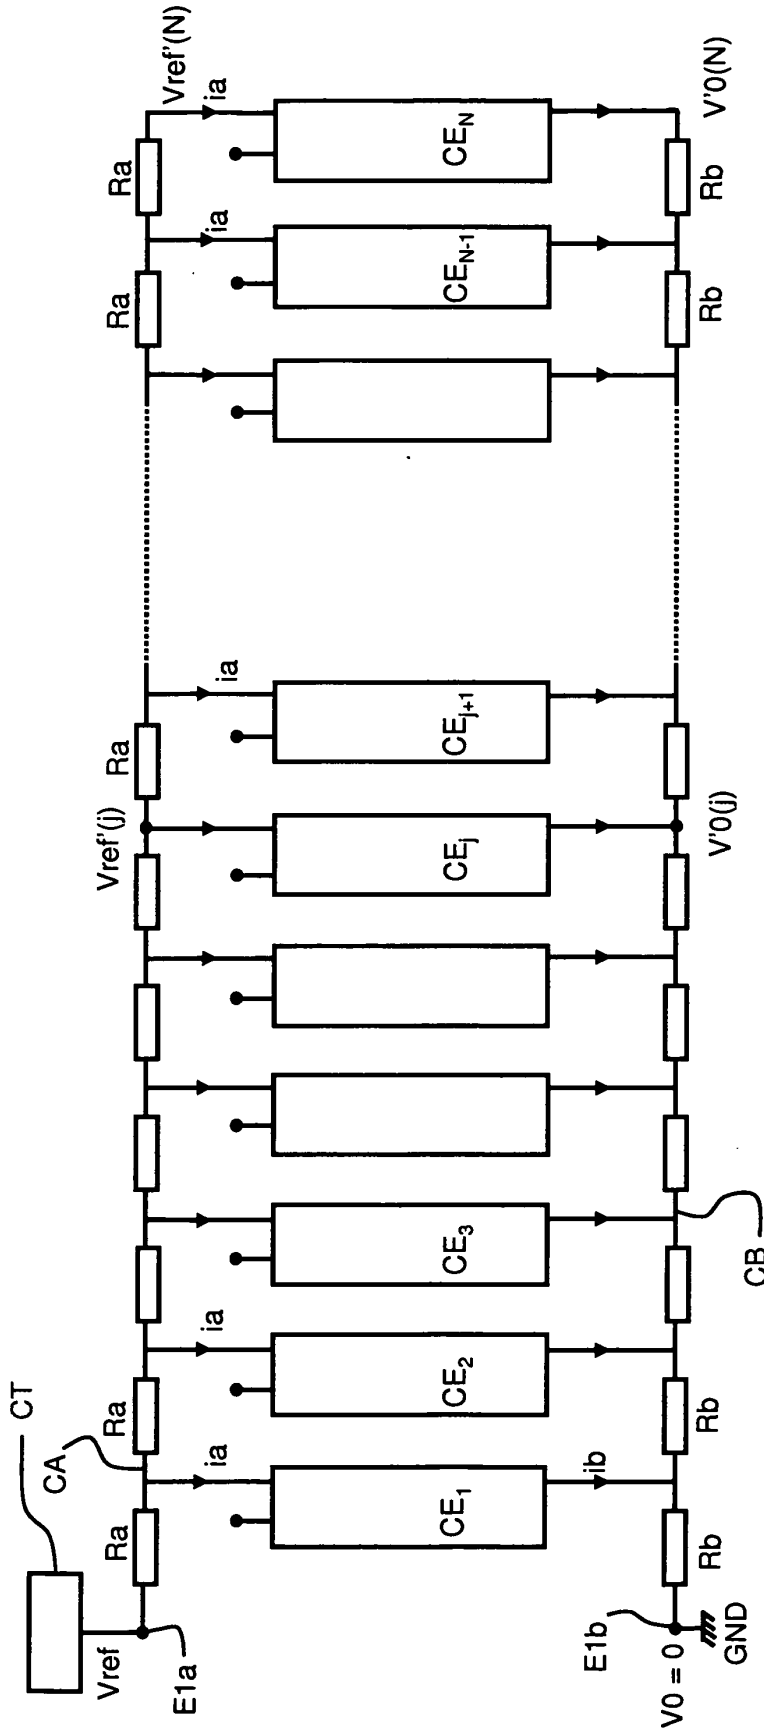 CT
Vref
CA
E1a
Ra
Ra
Vref'(j)
Ra
Ra
Ra
Vref'(N)
ia
ia
ia
ia
ia
CE1
CE2
CE3
CEj
CEj+1
CEN-1
CEN
ib
E1b
V0 = 0
GND
Rb
Rb
CB
V'0(j)
Rb
Rb
V'0(N)